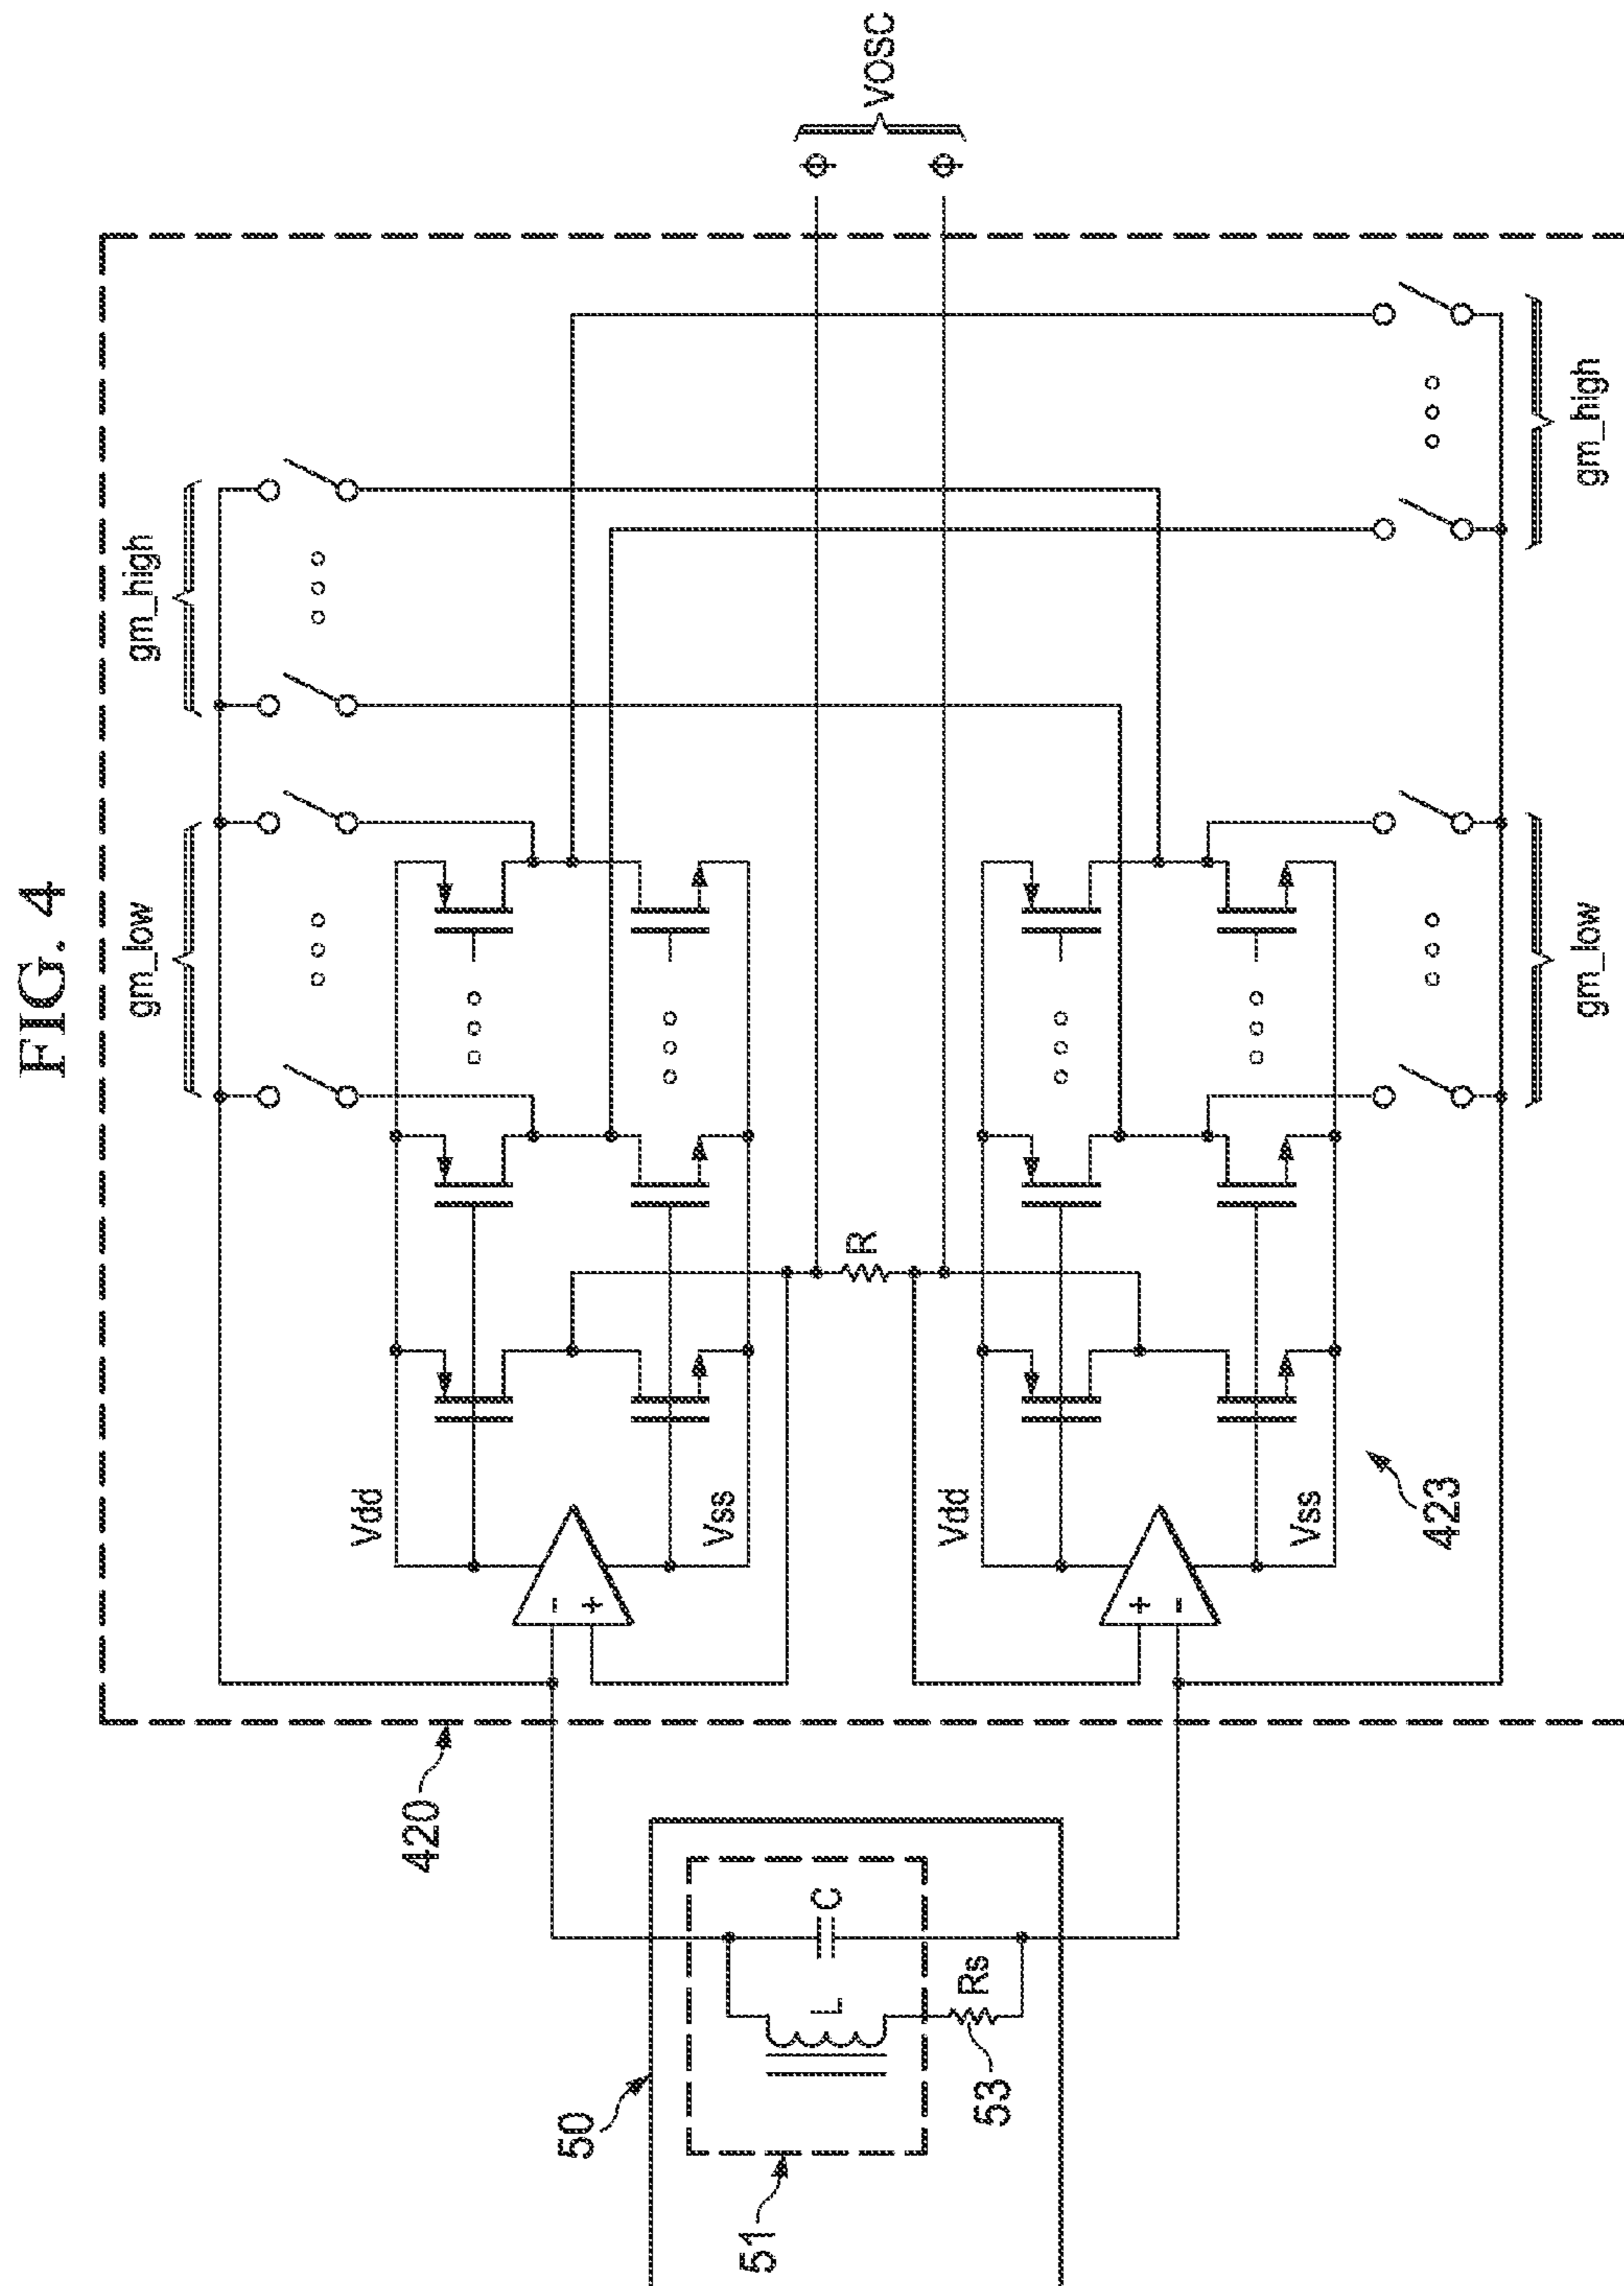 FIG. 4
gm_low
gm_high
420
Vdd
-
+
Vss
R
VOSC
ϕ
ϕ
50
51
L
C
Rs
53
Vdd
+
-
Vss
423
gm_low
gm_high